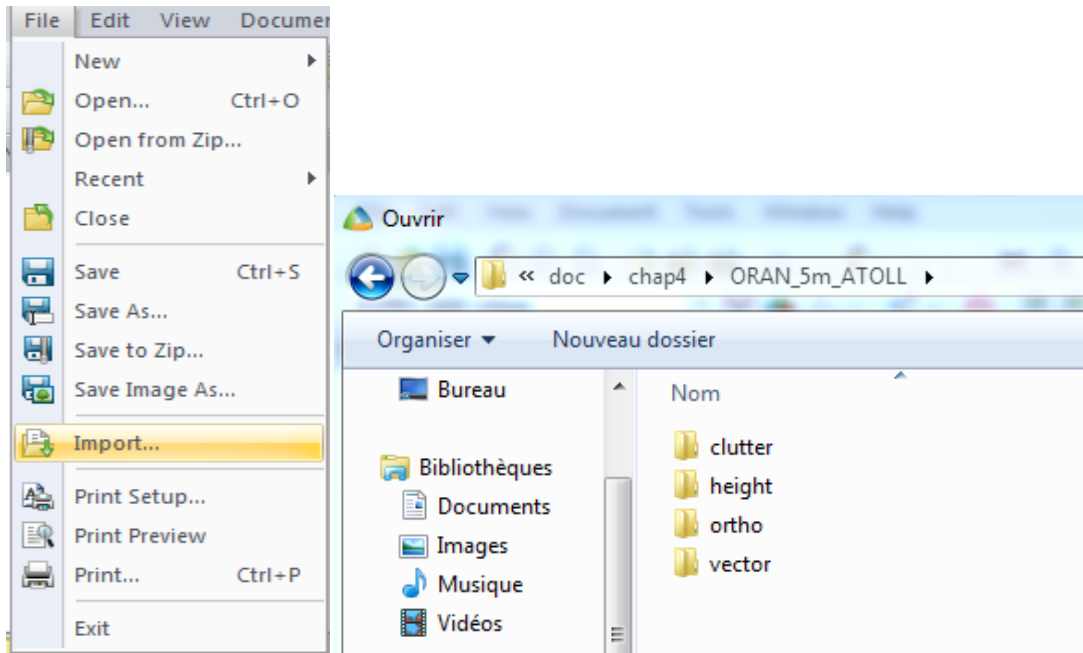 File Edit View Documer
New
Open... Ctrl+O
Open from Zip...
Recent
Close
Save Ctrl+S
Save As...
Save to Zip...
Save Image As...
Import...
Print Setup...
Print Preview
Print... Ctrl+P
Exit
Ouvrir
« doc chap4 ORAN_5m_ATOLL
Organiser Nouveau dossier
Bureau
Bibliothèques
Documents
Images
Musique
Vidéos
Nom
clutter
height
ortho
vector